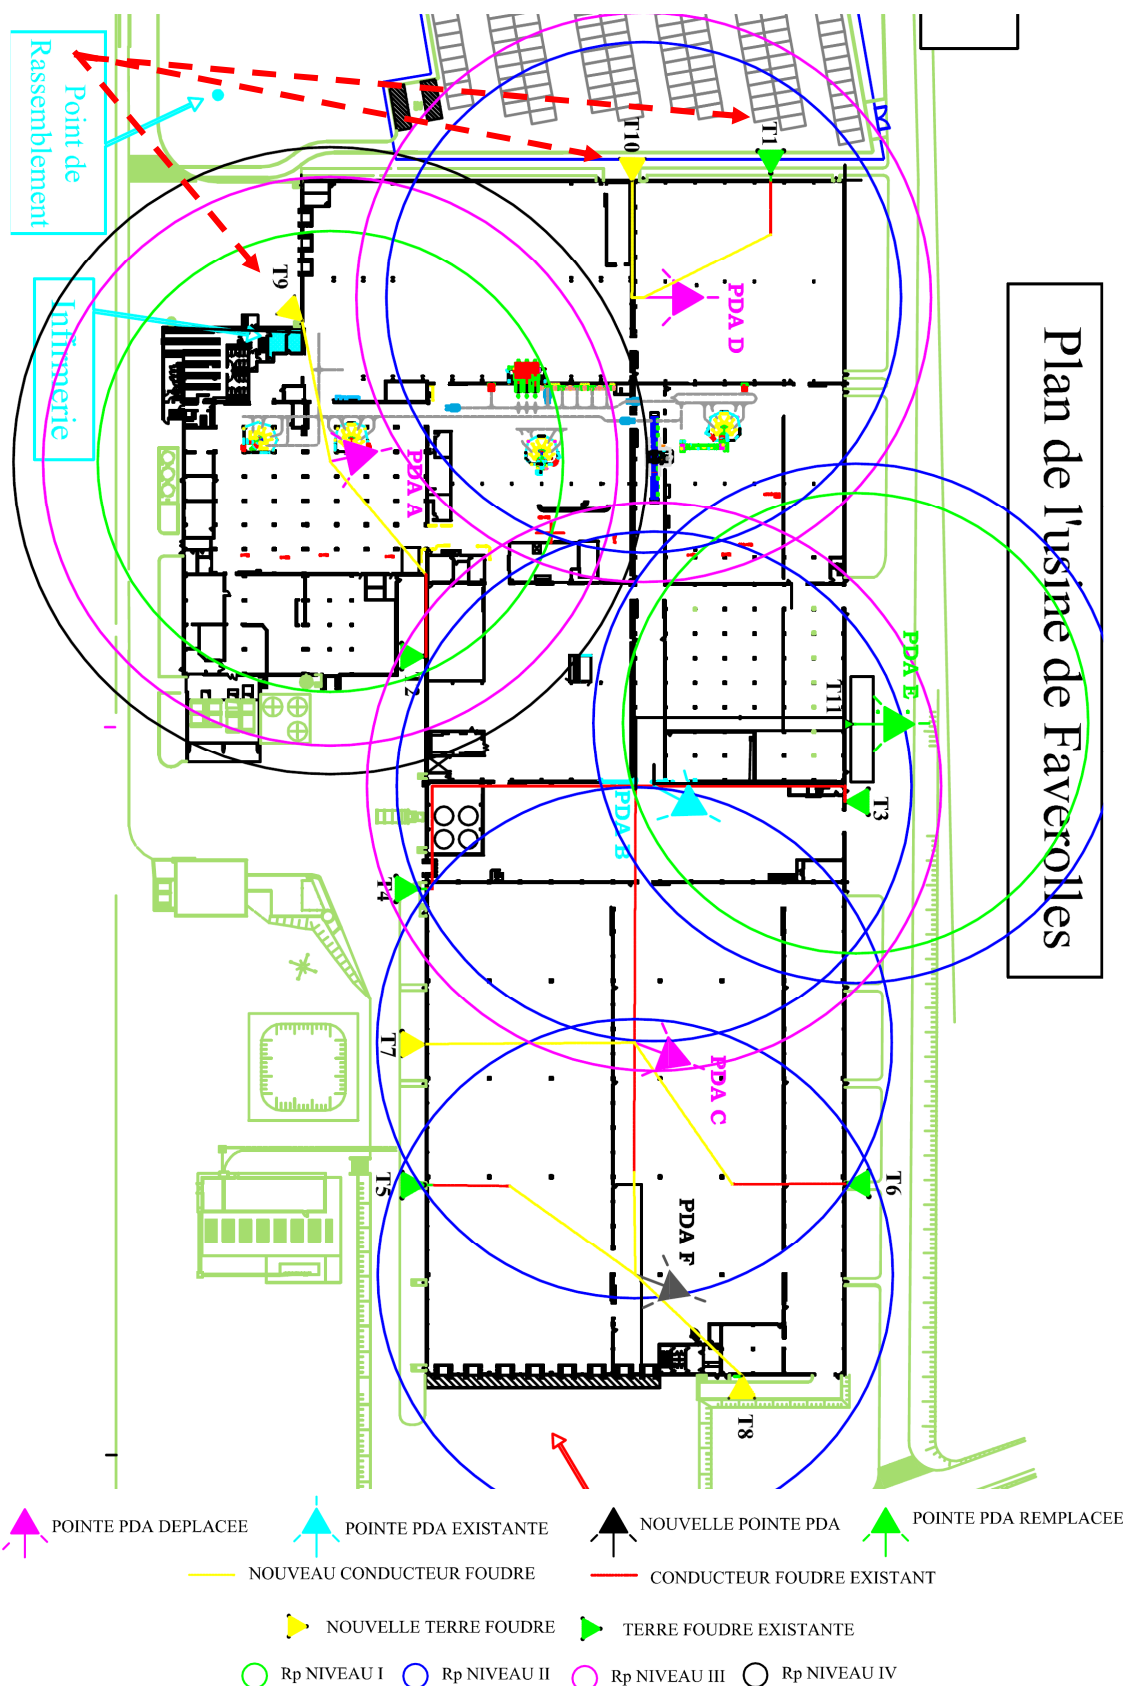 Plan de l'usine de Faverolles
Point de
Rassemblement
Infirmerie
T10
T1
T9
PDA D
PDA A
2
PDA E
T11
T3
PDA B
T4
T7
PDA C
T5
T6
PDA F
T8
POINTE PDA DEPLACEE
POINTE PDA EXISTANTE
NOUVELLE POINTE PDA
POINTE PDA REMPLACEE
NOUVEAU CONDUCTEUR FOUDRE
CONDUCTEUR FOUDRE EXISTANT
NOUVELLE TERRE FOUDRE
TERRE FOUDRE EXISTANTE
Rp NIVEAU I
Rp NIVEAU II
Rp NIVEAU III
Rp NIVEAU IV